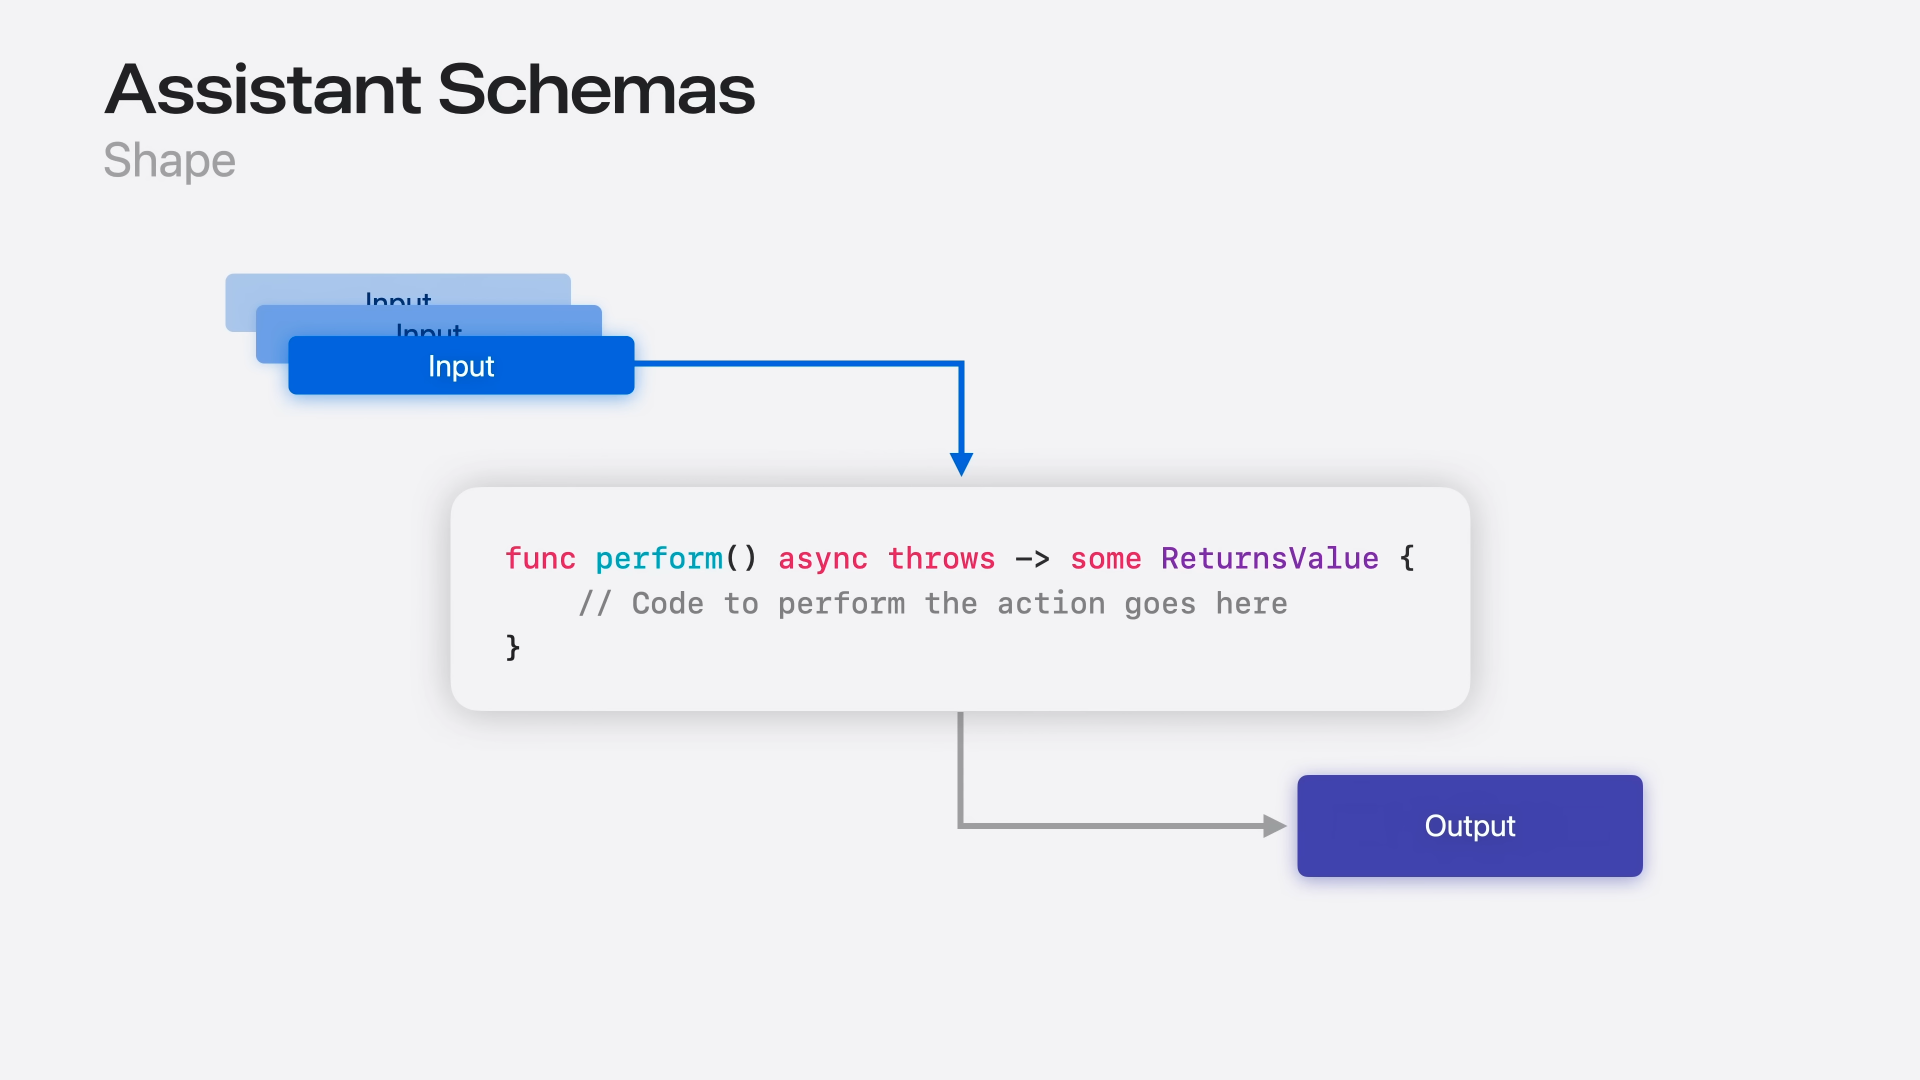 Assistant Schemas
Shape
Input
Input
Input
func perform() async throws -> some ReturnsValue {
    // Code to perform the action goes here
}
Output